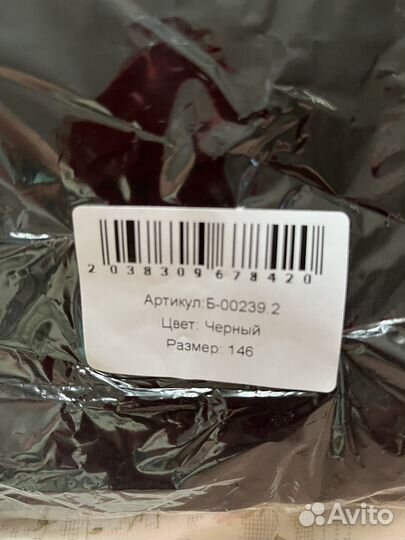 2038309678420
Артикул:Б-00239.2
Цвет: Черный
Размер: 146
Avito